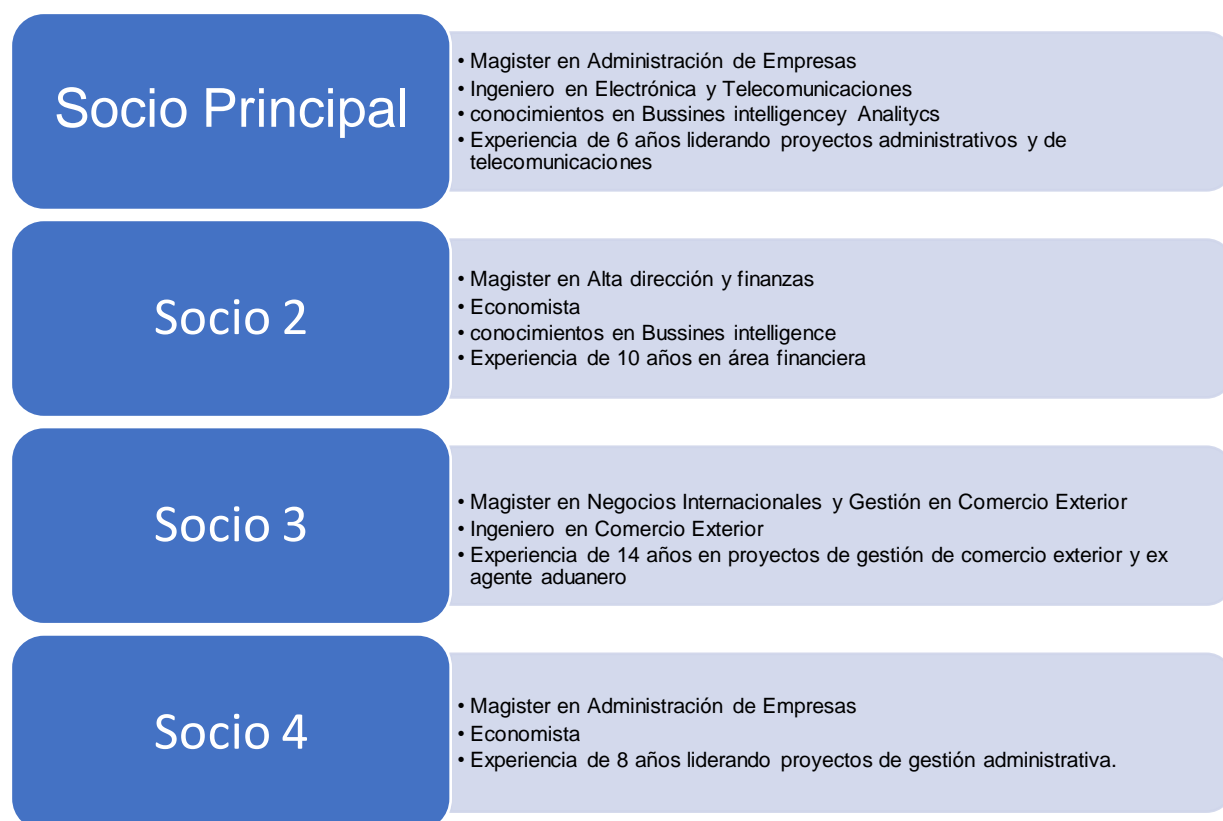 Socio Principal
• Magister en Administración de Empresas
• Ingeniero en Electrónica y Telecomunicaciones
• conocimientos en Bussines intelligencey Analitycs
• Experiencia de 6 años liderando proyectos administrativos y de
telecomunicaciones
Socio 2
• Magister en Alta dirección y finanzas
• Economista
• conocimientos en Bussines intelligence
• Experiencia de 10 años en área financiera
Socio 3
• Magister en Negocios Internacionales y Gestión en Comercio Exterior
• Ingeniero en Comercio Exterior
• Experiencia de 14 años en proyectos de gestión de comercio exterior y ex
agente aduanero
Socio 4
• Magister en Administración de Empresas
• Economista
• Experiencia de 8 años liderando proyectos de gestión administrativa.